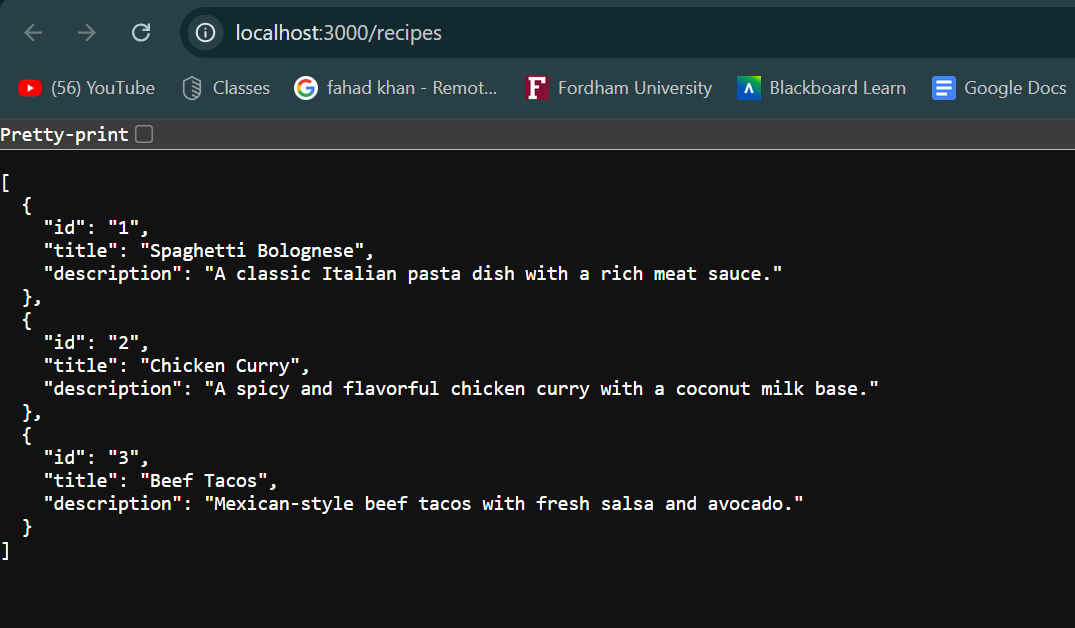 localhost:3000/recipes
(56) YouTube Classes fahad khan - Remot... Fordham University Blackboard Learn Google Docs
Pretty-print
[
  {
    "id": "1",
    "title": "Spaghetti Bolognese",
    "description": "A classic Italian pasta dish with a rich meat sauce."
  },
  {
    "id": "2",
    "title": "Chicken Curry",
    "description": "A spicy and flavorful chicken curry with a coconut milk base."
  },
  {
    "id": "3",
    "title": "Beef Tacos",
    "description": "Mexican-style beef tacos with fresh salsa and avocado."
  }
]